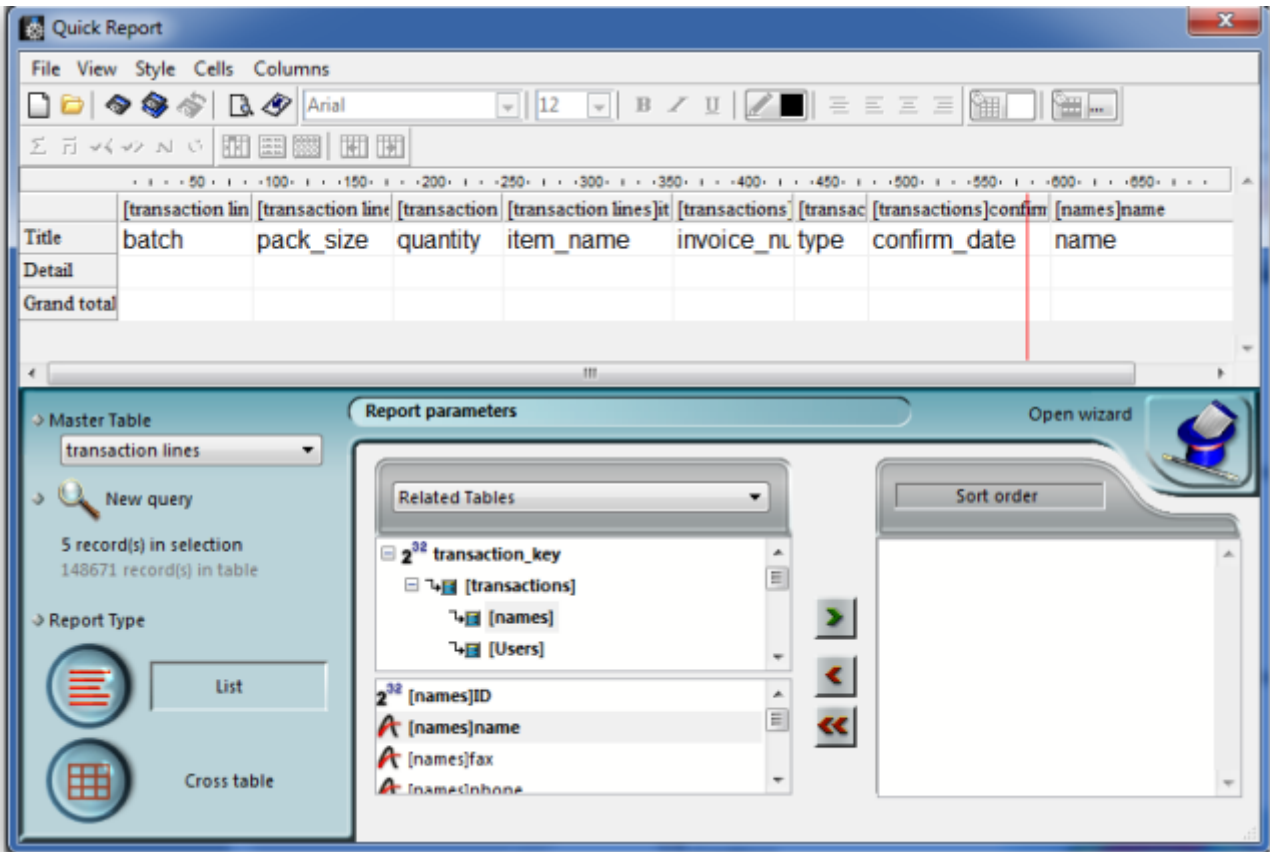 Quick Report
File View Style Cells Columns
Arial 12 B I U ...
50 100 150 200 250 300 350 400 450 500 550 600 650
[transaction lin [transaction line [transaction [transaction lines]it [transactions] [transac [transactions]confirm [names]name
Title batch pack_size quantity item_name invoice_nu type confirm_date name
Detail
Grand total
Master Table
transaction lines
New query
5 record(s) in selection
148671 record(s) in table
Report Type
List
Cross table
Report parameters
Open wizard
Related Tables
2³² transaction_key
[transactions]
[names]
[Users]
2³² [names]ID
[names]name
[names]fax
[names]phone
Sort order